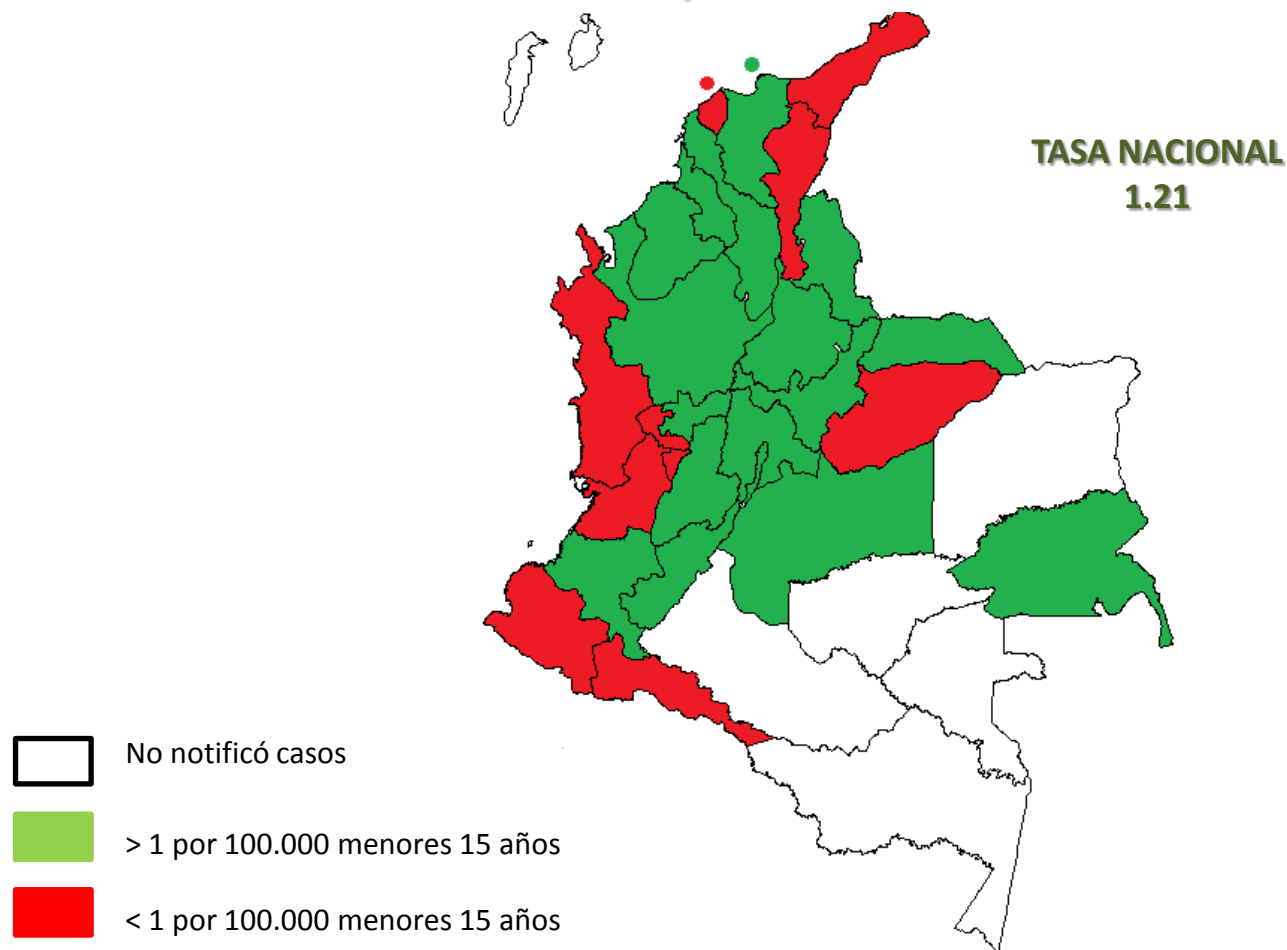 TASA NACIONAL
1.21
No notificó casos
> 1 por 100.000 menores 15 años
< 1 por 100.000 menores 15 años